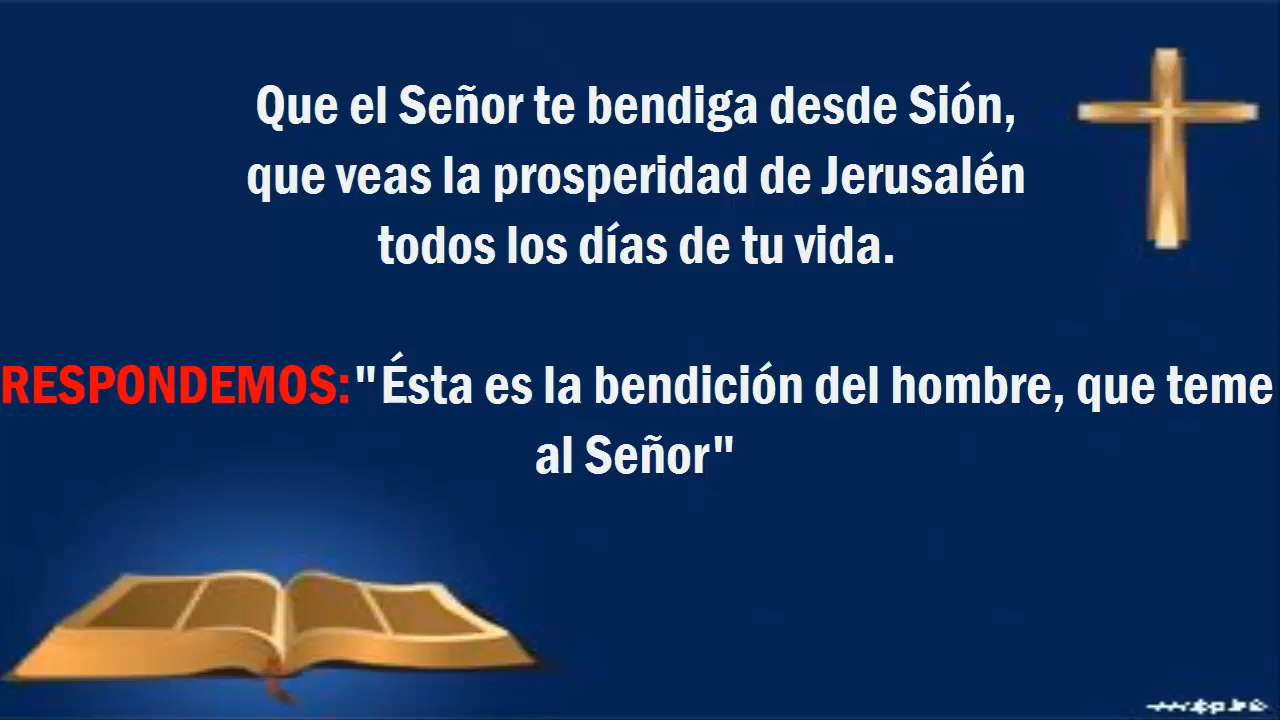 Que el Señor te bendiga desde Sión,
que veas la prosperidad de Jerusalén
todos los días de tu vida.
RESPONDEMOS:"Ésta es la bendición del hombre, que teme
al Señor"